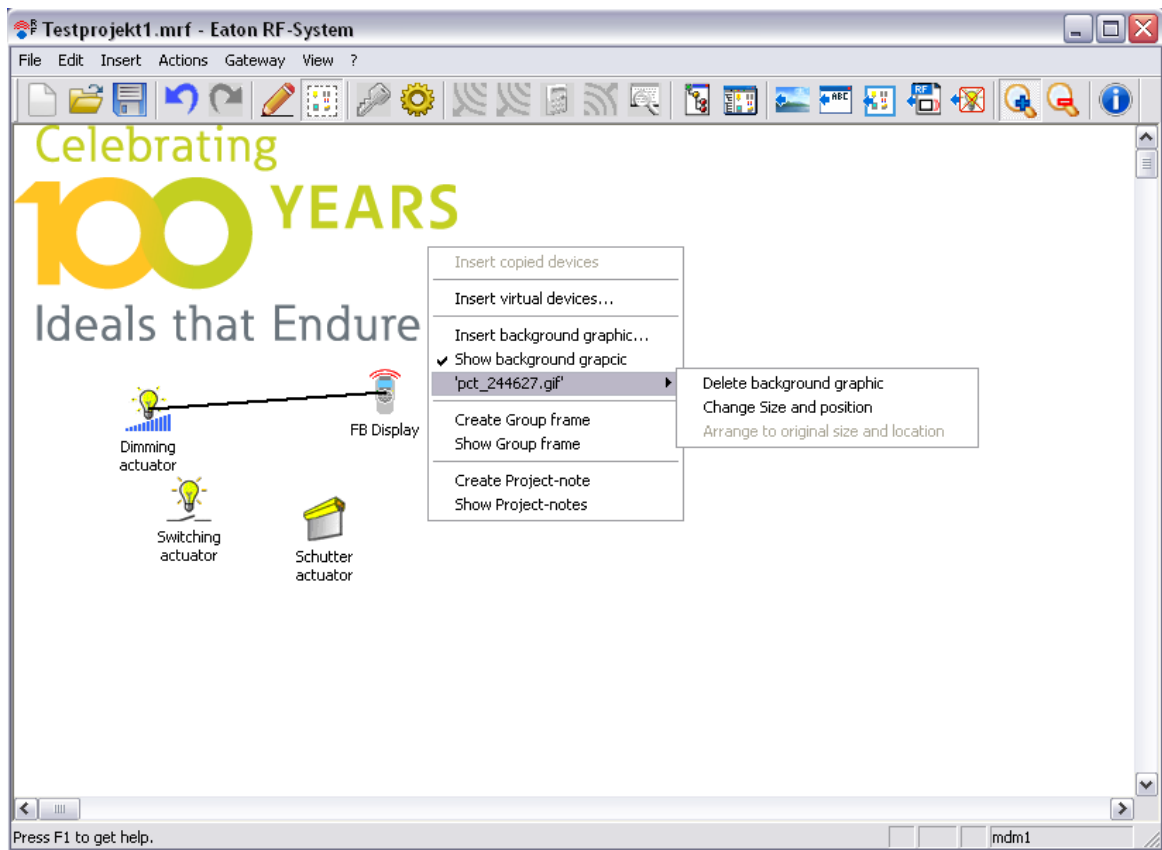 Testprojekt1.mrf - Eaton RF-System
File Edit Insert Actions Gateway View ?
ABC
RF
Celebrating
100 YEARS
Ideals that Endure
Insert copied devices
Insert virtual devices...
Insert background graphic...
Show background grapcic
'pct_244627.gif'
Delete background graphic
Change Size and position
Arrange to original size and location
Create Group frame
Show Group frame
Create Project-note
Show Project-notes
FB Display
Dimming
actuator
Switching
actuator
Schutter
actuator
Press F1 to get help.
mdm1